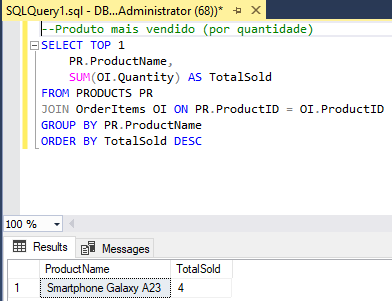 SQLQuery1.sql - DB...Administrator (68))*
--Produto mais vendido (por quantidade)
SELECT TOP 1
PR.ProductName,
SUM(OI.Quantity) AS TotalSold
FROM PRODUCTS PR
JOIN OrderItems OI ON PR.ProductID = OI.ProductID
GROUP BY PR.ProductName
ORDER BY TotalSold DESC
100 %
Results Messages
ProductName TotalSold
1 Smartphone Galaxy A23 4